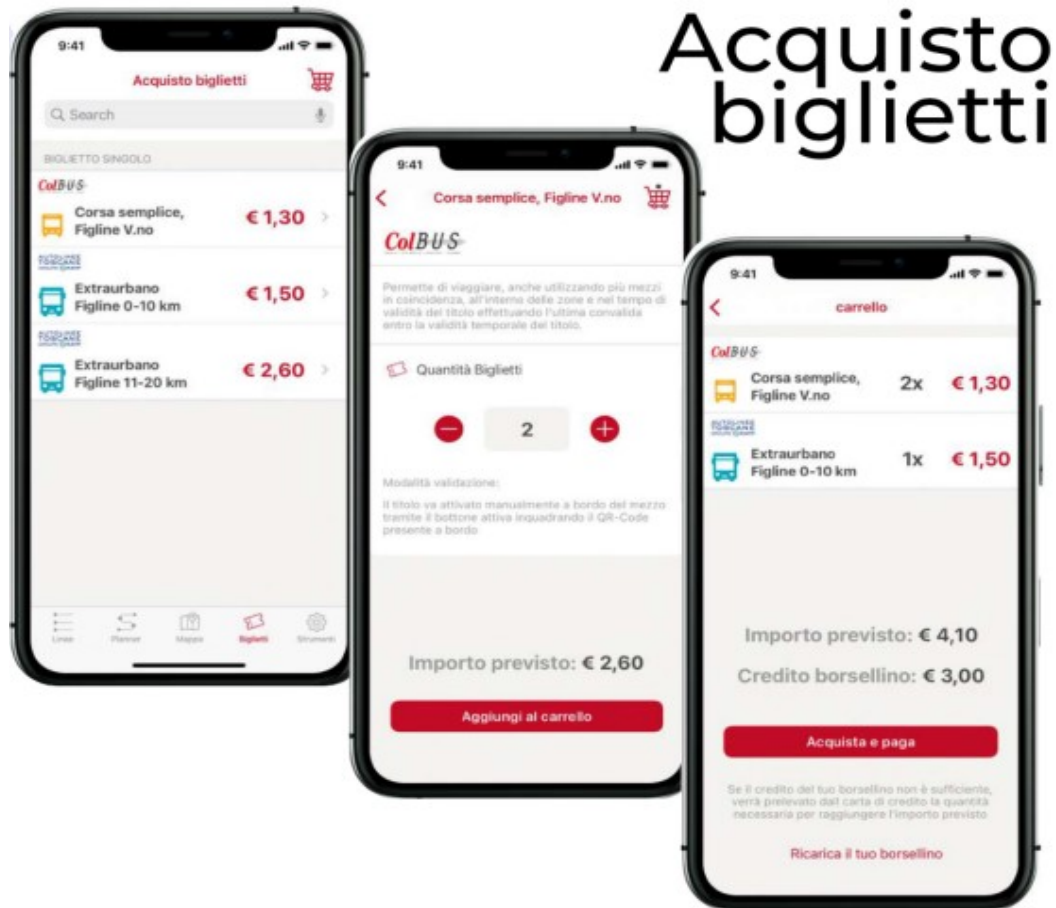 Acquisto
biglietti
9:41
Acquisto biglietti
Search
BIGLIETTO SINGOLO
ColBUS
Corsa semplice,
Figline V.no
€ 1,30
AUTOLINEE
TOSCANE
Extraurbano
Figline 0-10 km
€ 1,50
AUTOLINEE
TOSCANE
Extraurbano
Figline 11-20 km
€ 2,60
Linee
Planner
Mappa
Biglietti
Strumenti
9:41
Corsa semplice, Figline V.no
ColBUS
Permette di viaggiare, anche utilizzando più mezzi
in coincidenza, all'interno delle zone e nel tempo di
validità del titolo effettuando l'ultima convalida
entro la validità temporale del titolo.
Quantità Biglietti
2
Modalità validazione:
Il titolo va attivato manualmente a bordo del mezzo
tramite il bottone attiva inquadrando il QR-Code
presente a bordo
Importo previsto: € 2,60
Aggiungi al carrello
9:41
carrello
ColBUS
Corsa semplice,
Figline V.no
2x
€ 1,30
AUTOLINEE
TOSCANE
Extraurbano
Figline 0-10 km
1x
€ 1,50
Importo previsto: € 4,10
Credito borsellino: € 3,00
Acquista e paga
Se il credito del tuo borsellino non è sufficiente,
verrà prelevato dall carta di credito la quantità
necessaria per raggiungere l'importo previsto
Ricarica il tuo borsellino